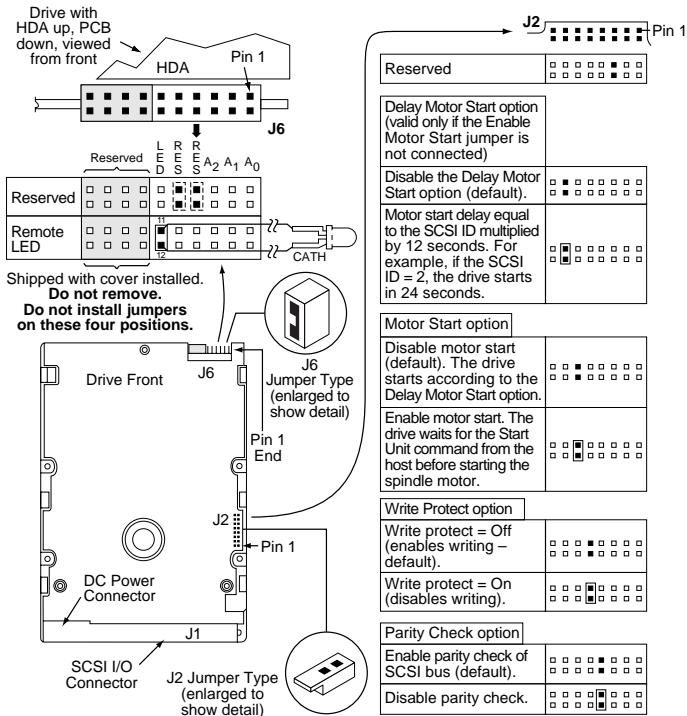 Drive with
HDA up, PCB
down, viewed
from front
HDA
Pin 1
J6
Reserved
LED
RES
RES
A2 A1 A0
Reserved
Remote
LED
11
12
CATH
Shipped with cover installed.
Do not remove.
Do not install jumpers
on these four positions.
Drive Front
J6
J6
Jumper Type
(enlarged to
show detail)
Pin 1
End
J2
Pin 1
DC Power
Connector
J1
SCSI I/O
Connector
J2 Jumper Type
(enlarged to
show detail)
J2
Pin 1
Reserved
Delay Motor Start option
(valid only if the Enable
Motor Start jumper is
not connected)
Disable the Delay Motor
Start option (default).
Motor start delay equal
to the SCSI ID multiplied
by 12 seconds. For
example, if the SCSI
ID = 2, the drive starts
in 24 seconds.
Motor Start option
Disable motor start
(default). The drive
starts according to the
Delay Motor Start option.
Enable motor start. The
drive waits for the Start
Unit command from the
host before starting the
spindle motor.
Write Protect option
Write protect = Off
(enables writing –
default).
Write protect = On
(disables writing).
Parity Check option
Enable parity check of
SCSI bus (default).
Disable parity check.